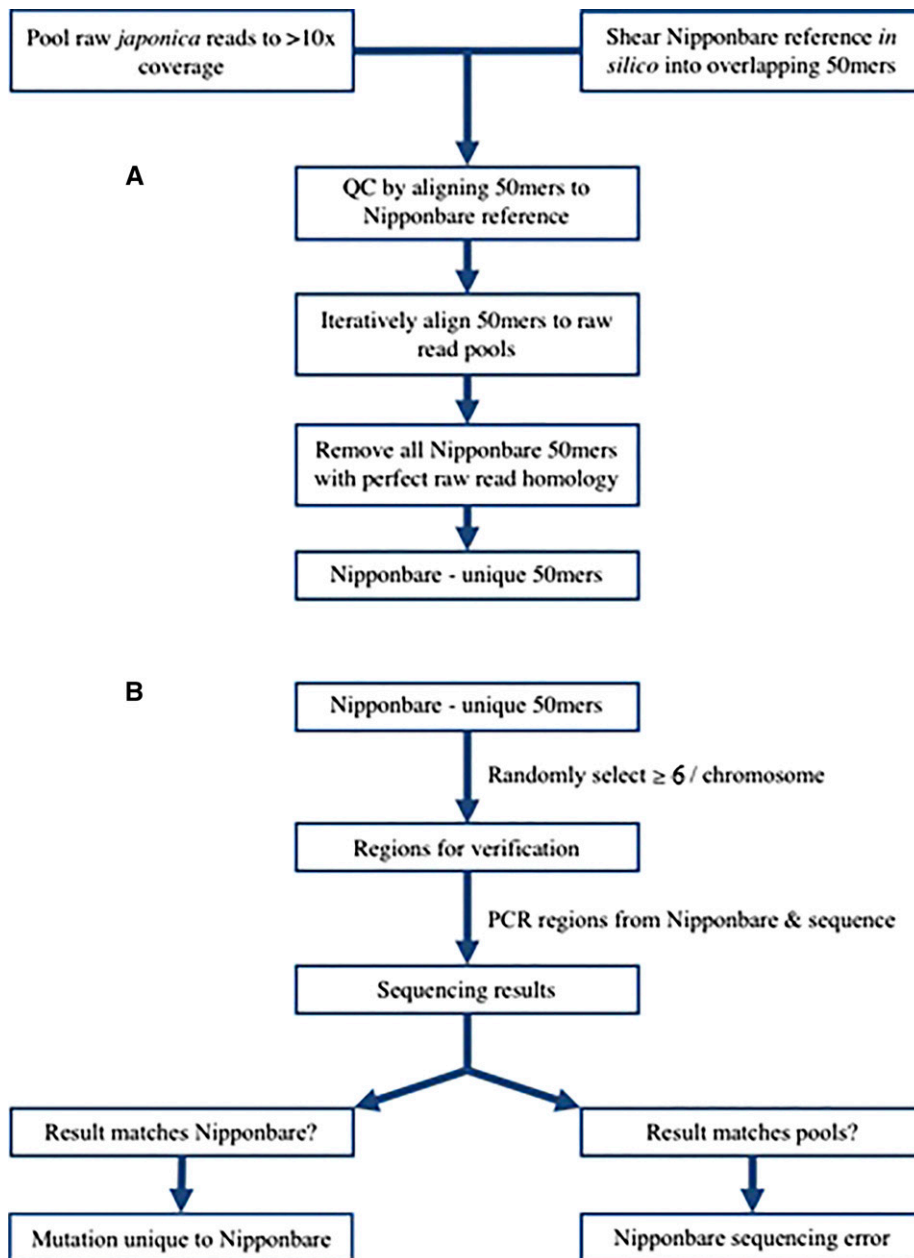 Pool raw japonica reads to >10x
coverage
Shear Nipponbare reference in
silico into overlapping 50mers
A
QC by aligning 50mers to
Nipponbare reference
Iteratively align 50mers to raw
read pools
Remove all Nipponbare 50mers
with perfect raw read homology
Nipponbare - unique 50mers
B
Nipponbare - unique 50mers
Randomly select ≥ 6 / chromosome
Regions for verification
PCR regions from Nipponbare & sequence
Sequencing results
Result matches Nipponbare?
Result matches pools?
Mutation unique to Nipponbare
Nipponbare sequencing error